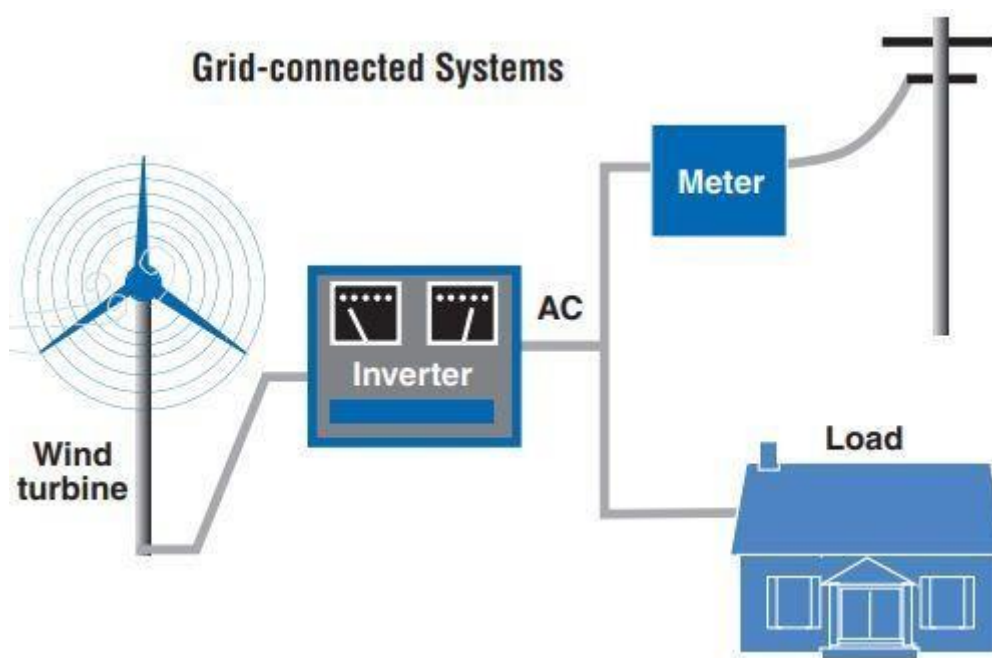 Grid-connected Systems
Meter
AC
Inverter
Wind
turbine
Load